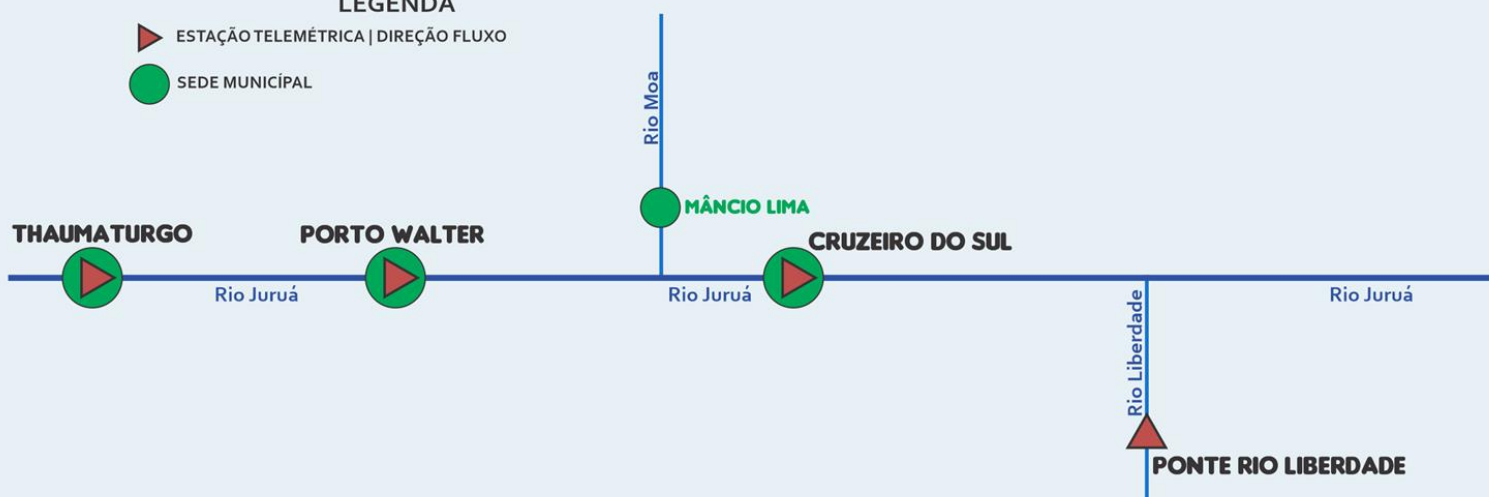 LEGENDA
ESTAÇÃO TELEMÉTRICA | DIREÇÃO FLUXO
SEDE MUNICÍPAL
Rio Moa
MÂNCIO LIMA
THAUMATURGO
PORTO WALTER
CRUZEIRO DO SUL
Rio Juruá
Rio Juruá
Rio Juruá
Rio Liberdade
PONTE RIO LIBERDADE